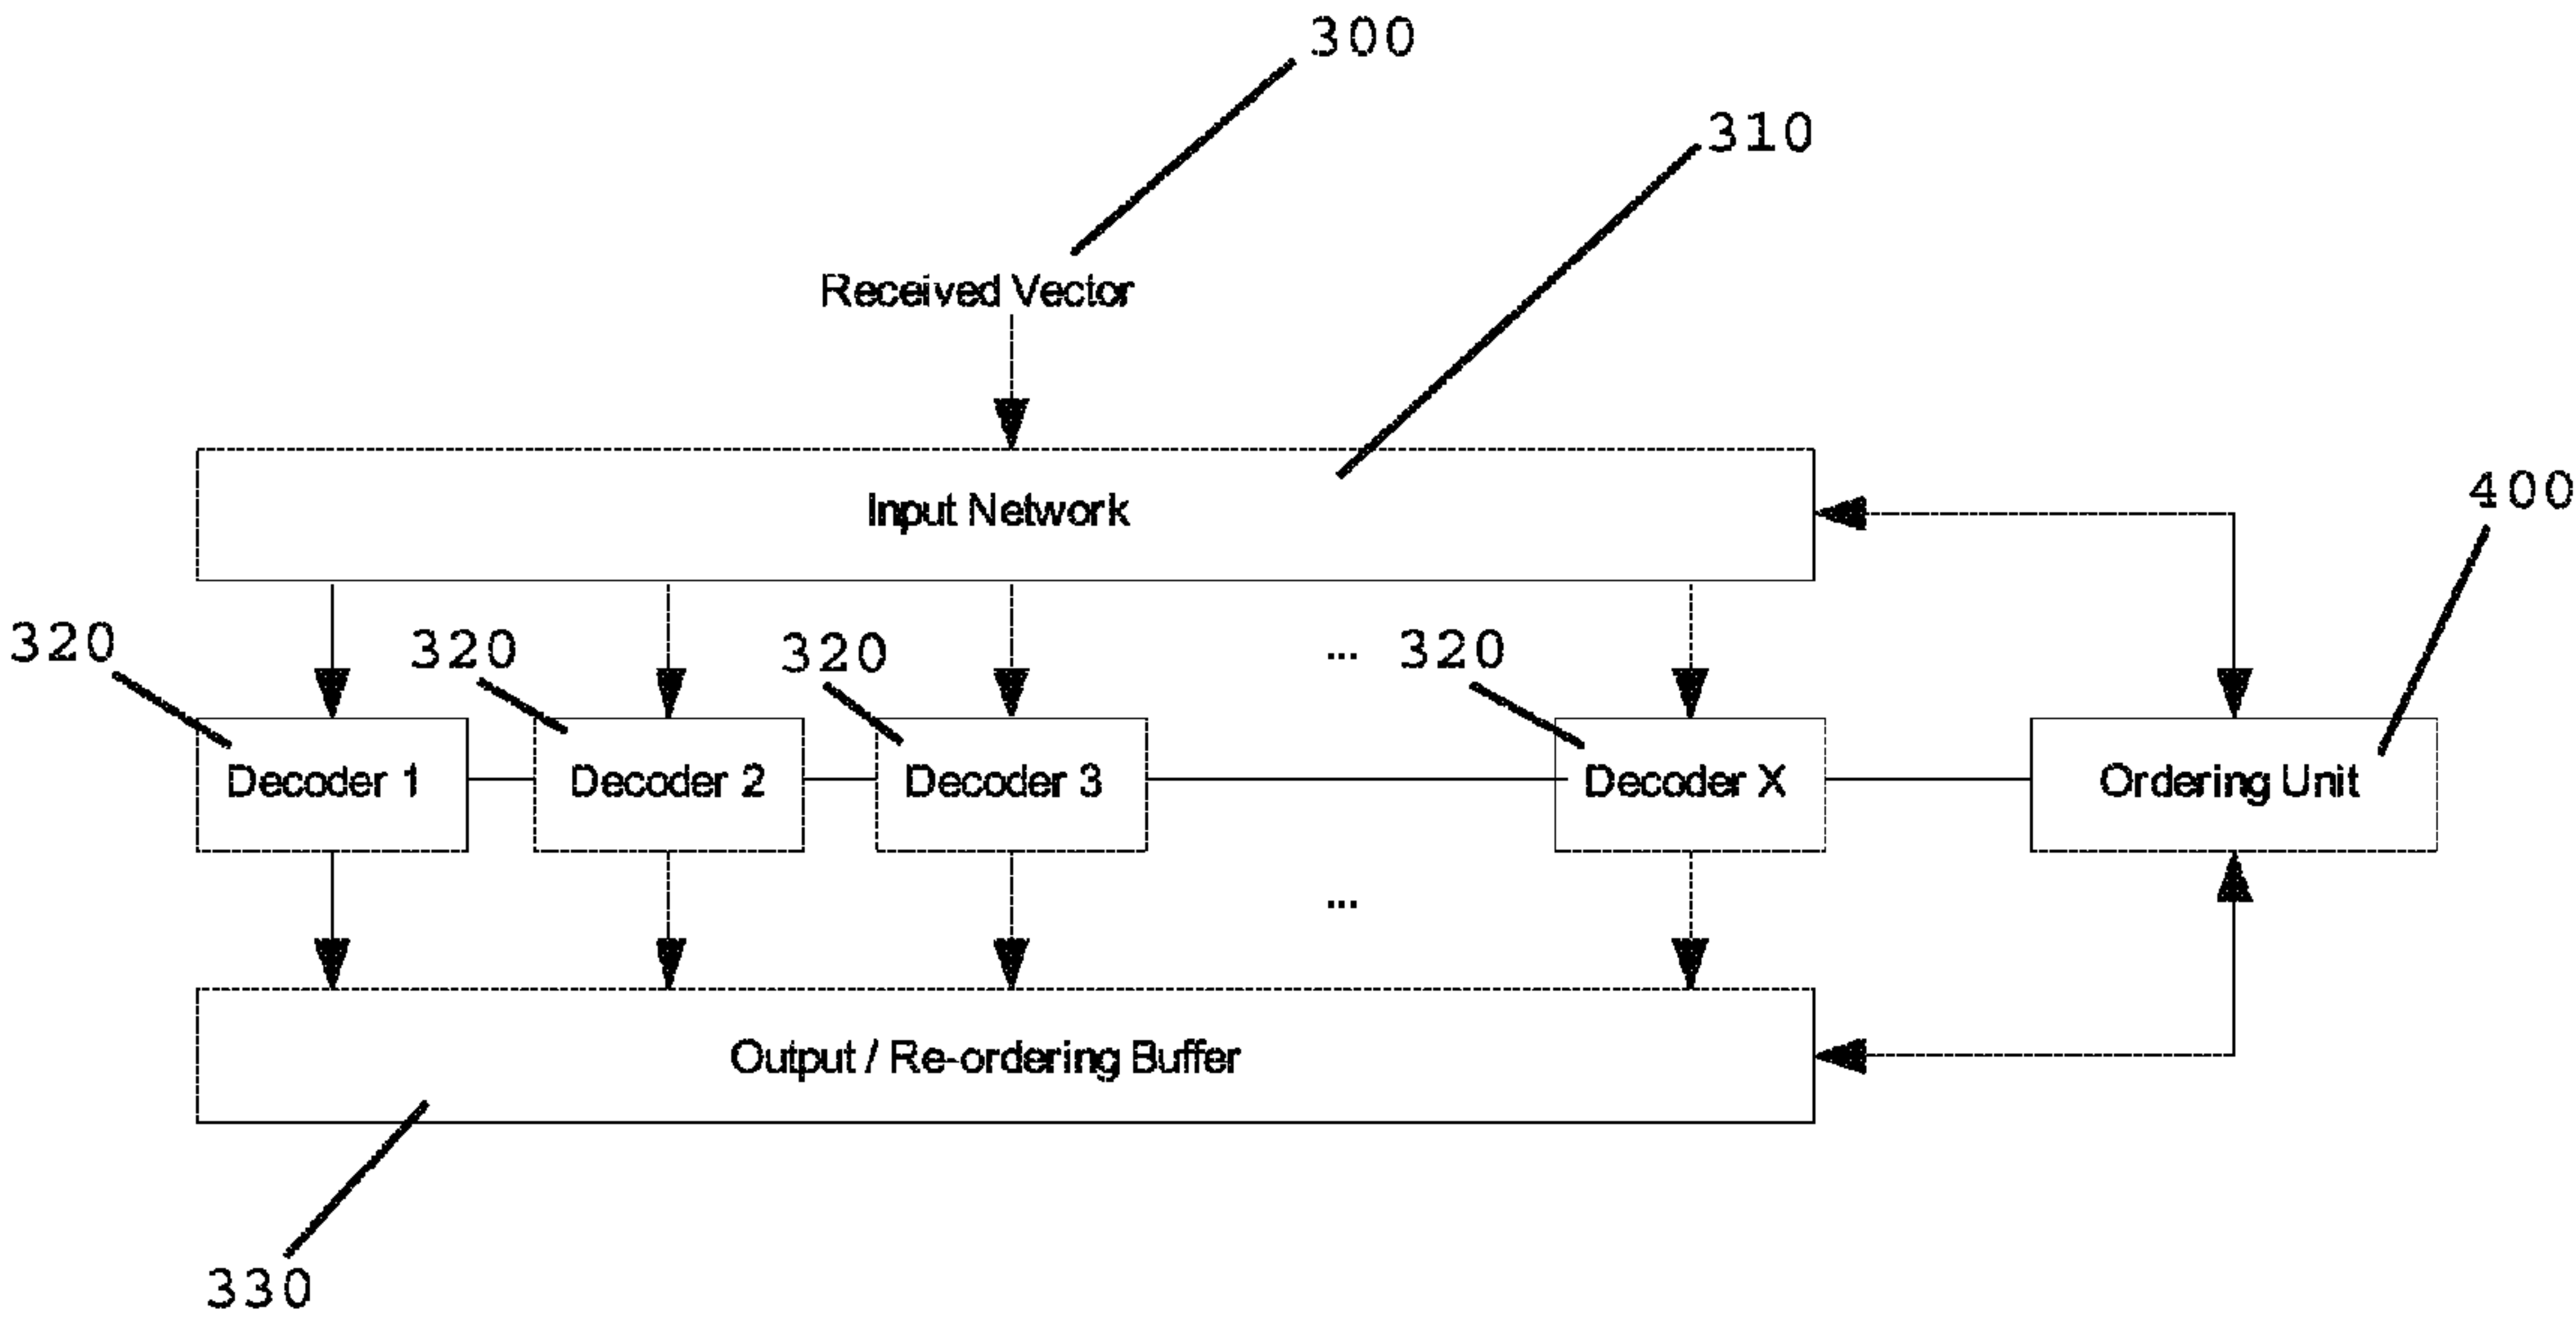 300
310
Received Vector
Input Network
400
320
320
320
...
320
Decoder 1
Decoder 2
Decoder 3
Decoder X
Ordering Unit
...
Output / Re-ordering Buffer
330